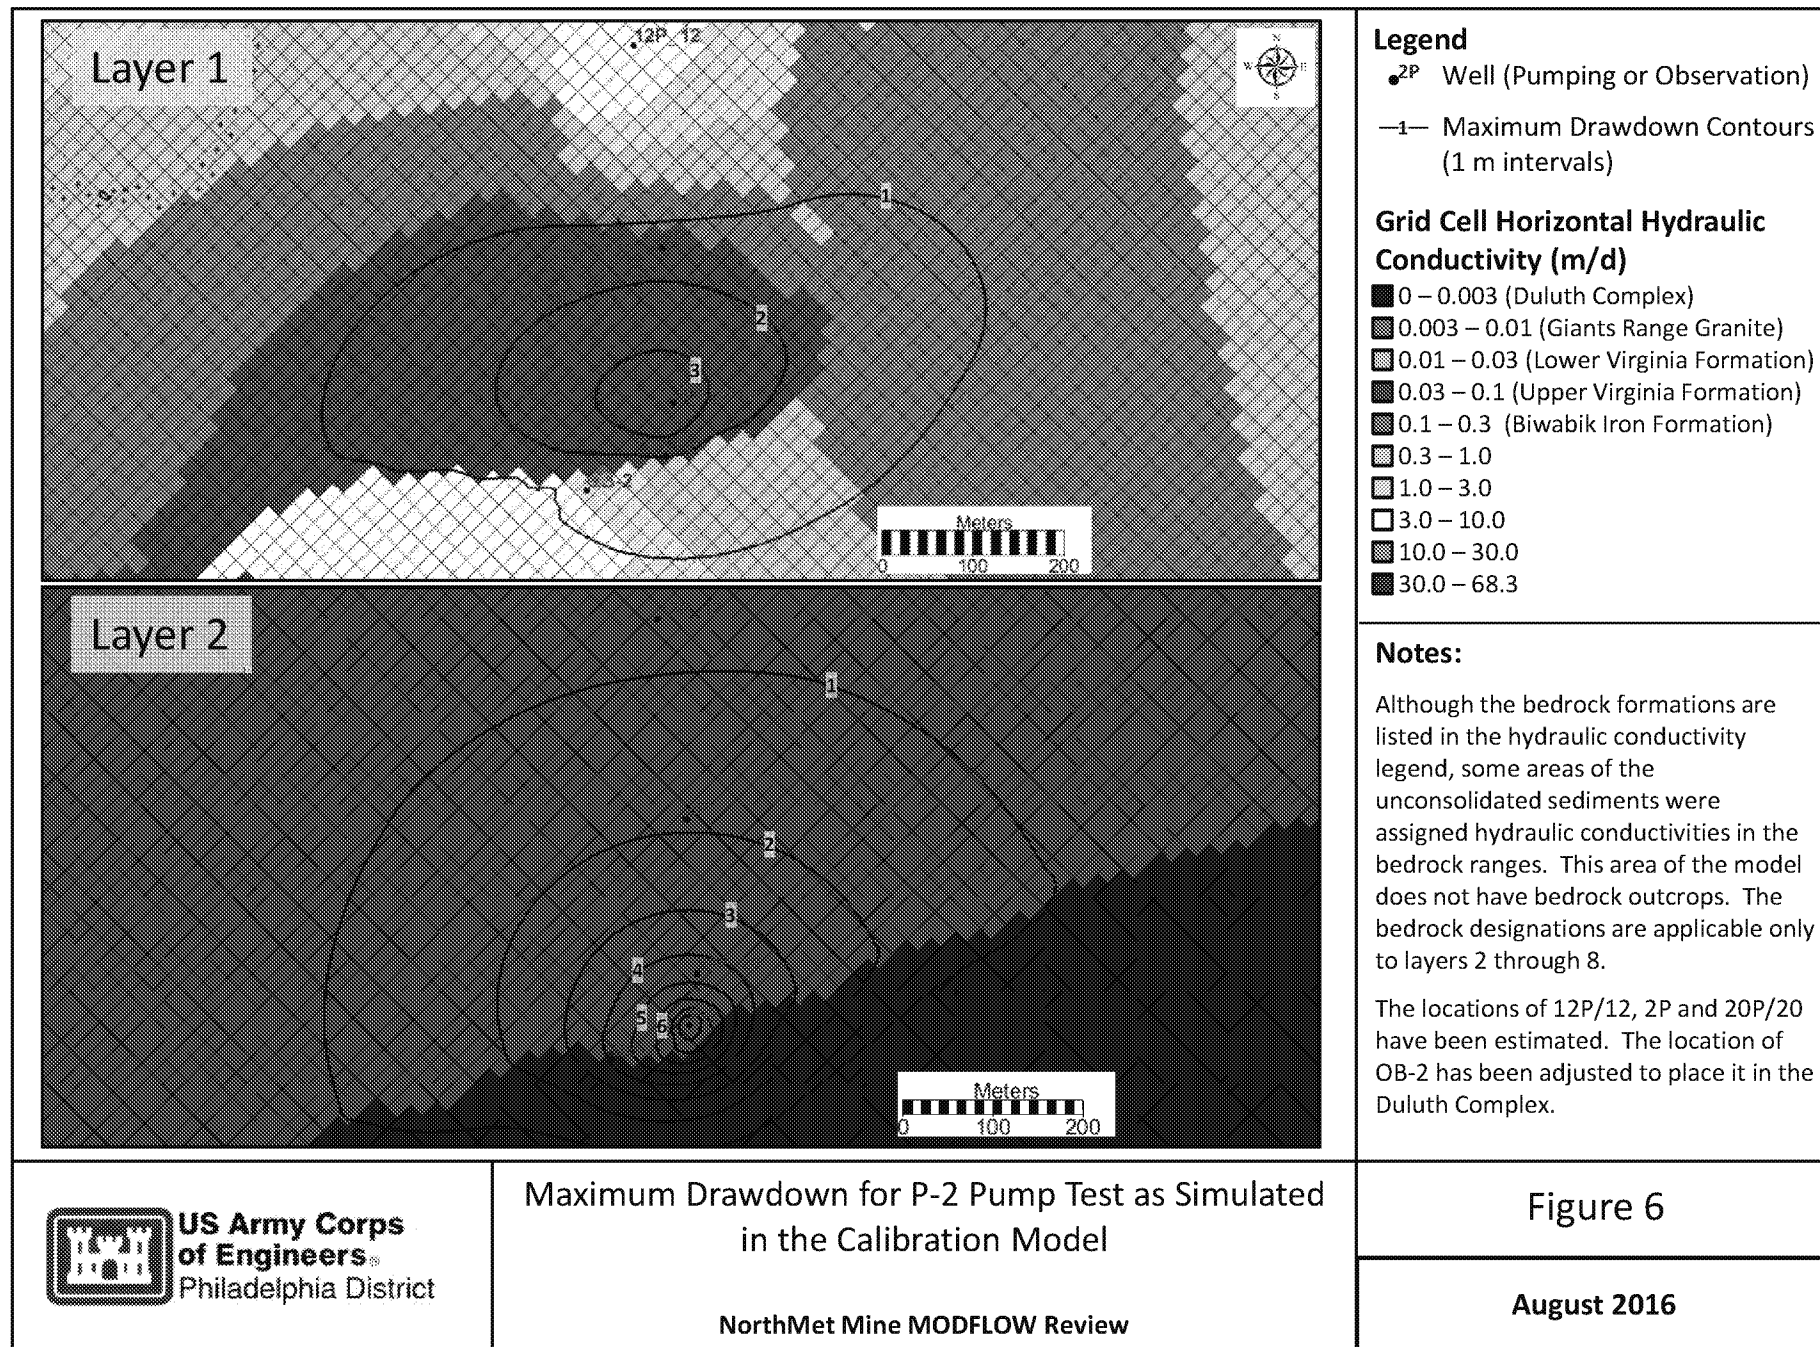 Layer 1
12P_12
1
2
3
Meters
0 100 200
N
W E
S
Layer 2
1
2
3
4
5
6
Meters
0 100 200
Legend
2P Well (Pumping or Observation)
—1— Maximum Drawdown Contours
(1 m intervals)
Grid Cell Horizontal Hydraulic
Conductivity (m/d)
0 – 0.003 (Duluth Complex)
0.003 – 0.01 (Giants Range Granite)
0.01 – 0.03 (Lower Virginia Formation)
0.03 – 0.1 (Upper Virginia Formation)
0.1 – 0.3 (Biwabik Iron Formation)
0.3 – 1.0
1.0 – 3.0
3.0 – 10.0
10.0 – 30.0
30.0 – 68.3
Notes:
Although the bedrock formations are
listed in the hydraulic conductivity
legend, some areas of the
unconsolidated sediments were
assigned hydraulic conductivities in the
bedrock ranges. This area of the model
does not have bedrock outcrops. The
bedrock designations are applicable only
to layers 2 through 8.
The locations of 12P/12, 2P and 20P/20
have been estimated. The location of
OB-2 has been adjusted to place it in the
Duluth Complex.
US Army Corps
of Engineers®
Philadelphia District
Maximum Drawdown for P-2 Pump Test as Simulated
in the Calibration Model
NorthMet Mine MODFLOW Review
Figure 6
August 2016